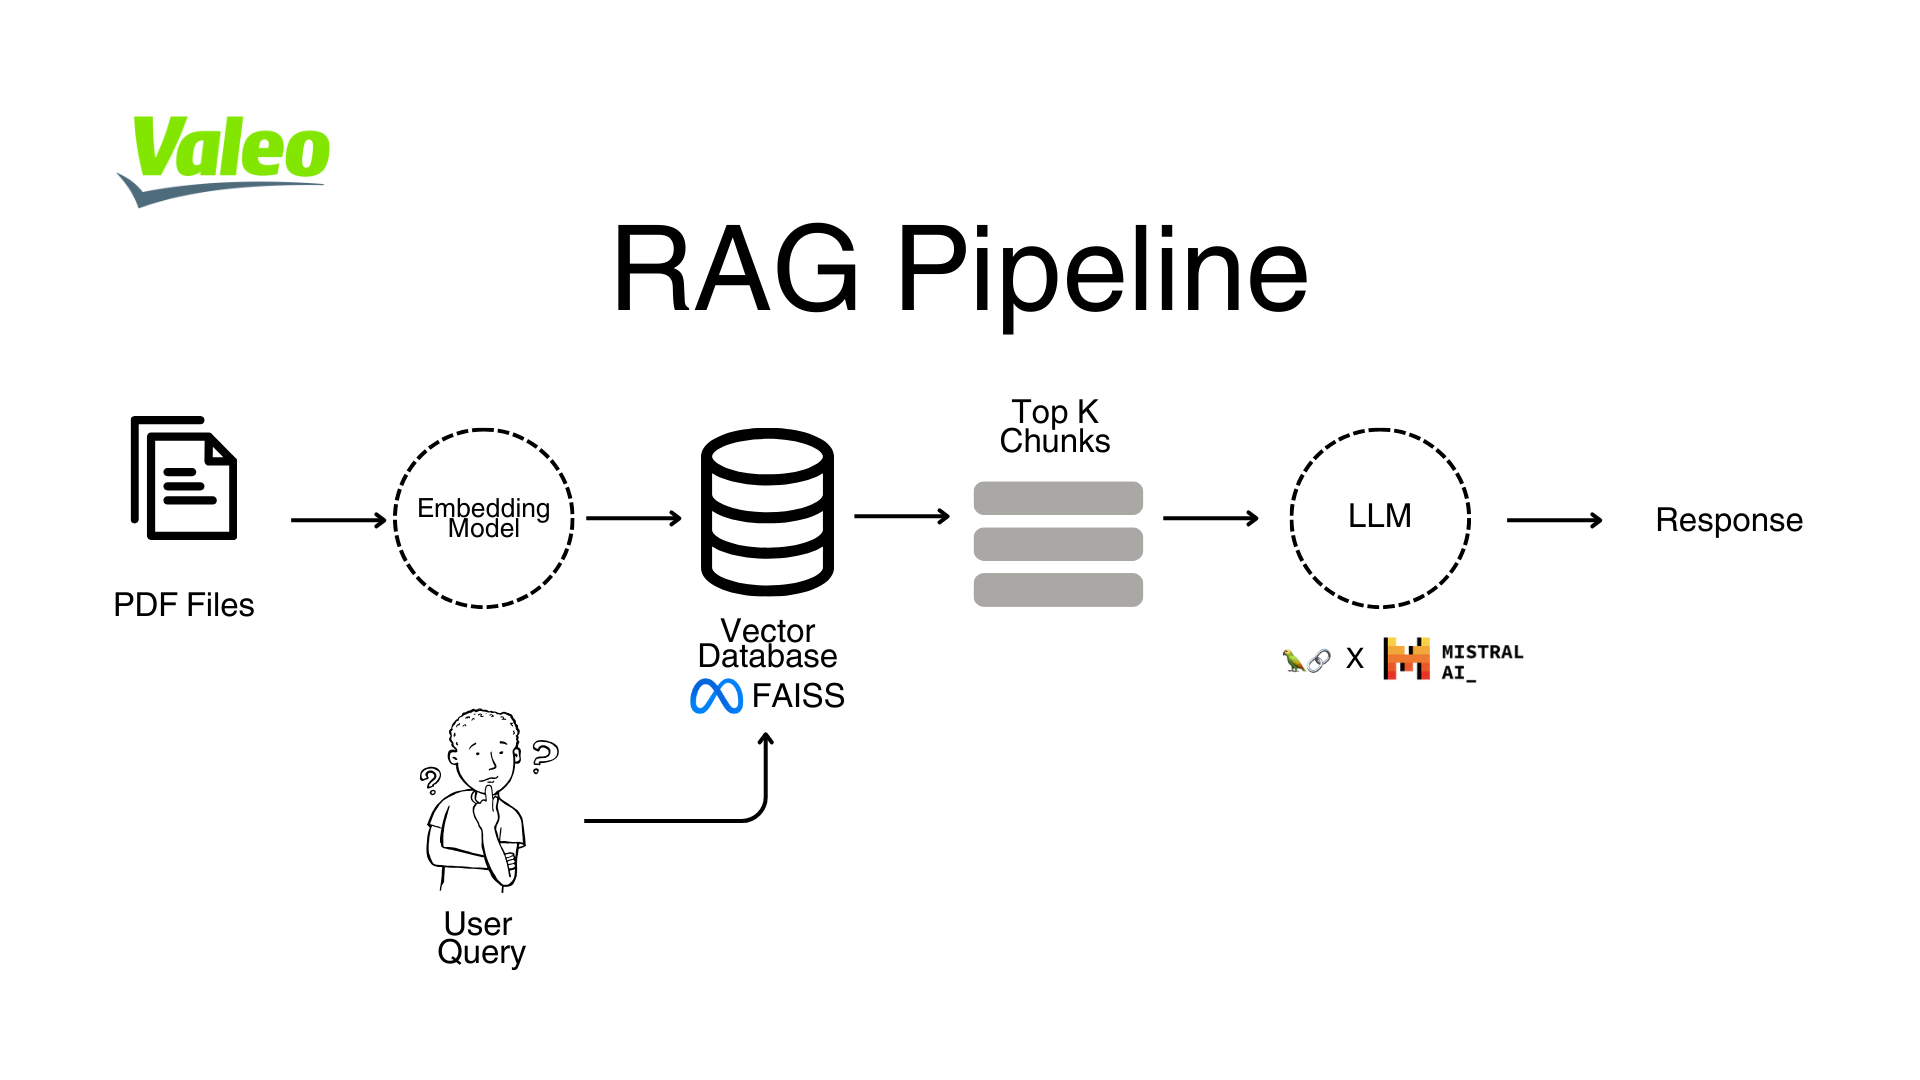 Valeo
RAG Pipeline
PDF Files
Embedding
Model
Vector
Database
FAISS
Top K
Chunks
LLM
X
MISTRAL
AI_
Response
?
?
User
Query